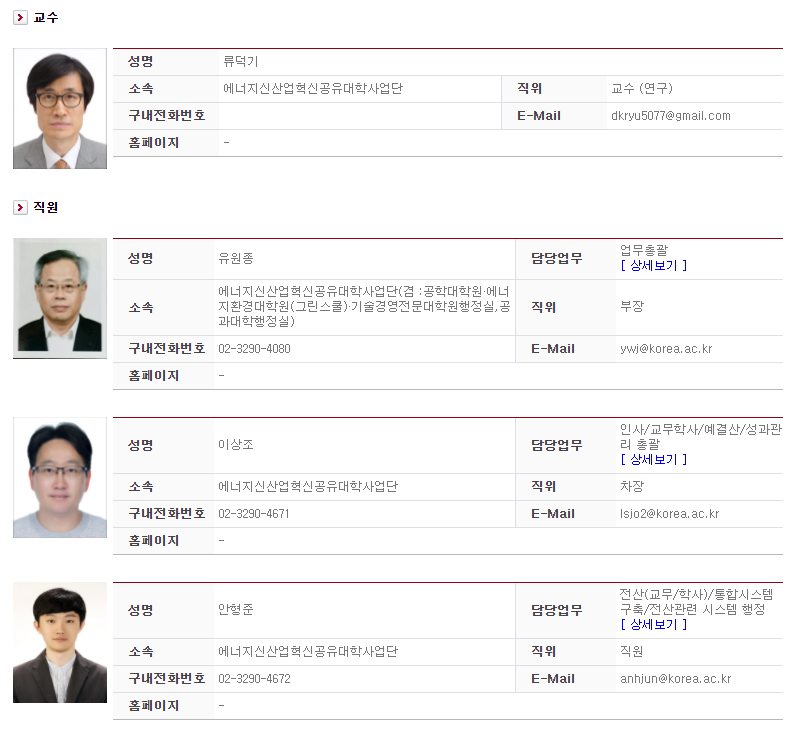 교수
성명 류덕기
소속 에너지신산업혁신공유대학사업단 직위 교수 (연구)
구내전화번호 E-Mail dkryu5077@gmail.com
홈페이지 -
직원
성명 유원종 담당업무 업무총괄
[ 상세보기 ]
소속 에너지신산업혁신공유대학사업단(겸 :공학대학원·에너
지환경대학원(그린스쿨)·기술경영전문대학원행정실,공
과대학행정실) 직위 부장
구내전화번호 02-3290-4080 E-Mail ywj@korea.ac.kr
홈페이지 -
성명 이상조 담당업무 인사/교무학사/예결산/성과관
리 총괄
[ 상세보기 ]
소속 에너지신산업혁신공유대학사업단 직위 차장
구내전화번호 02-3290-4671 E-Mail lsjo2@korea.ac.kr
홈페이지 -
성명 안형준 담당업무 전산(교무/학사)/통합시스템
구축/전산관련 시스템 행정
[ 상세보기 ]
소속 에너지신산업혁신공유대학사업단 직위 직원
구내전화번호 02-3290-4672 E-Mail anhjun@korea.ac.kr
홈페이지 -